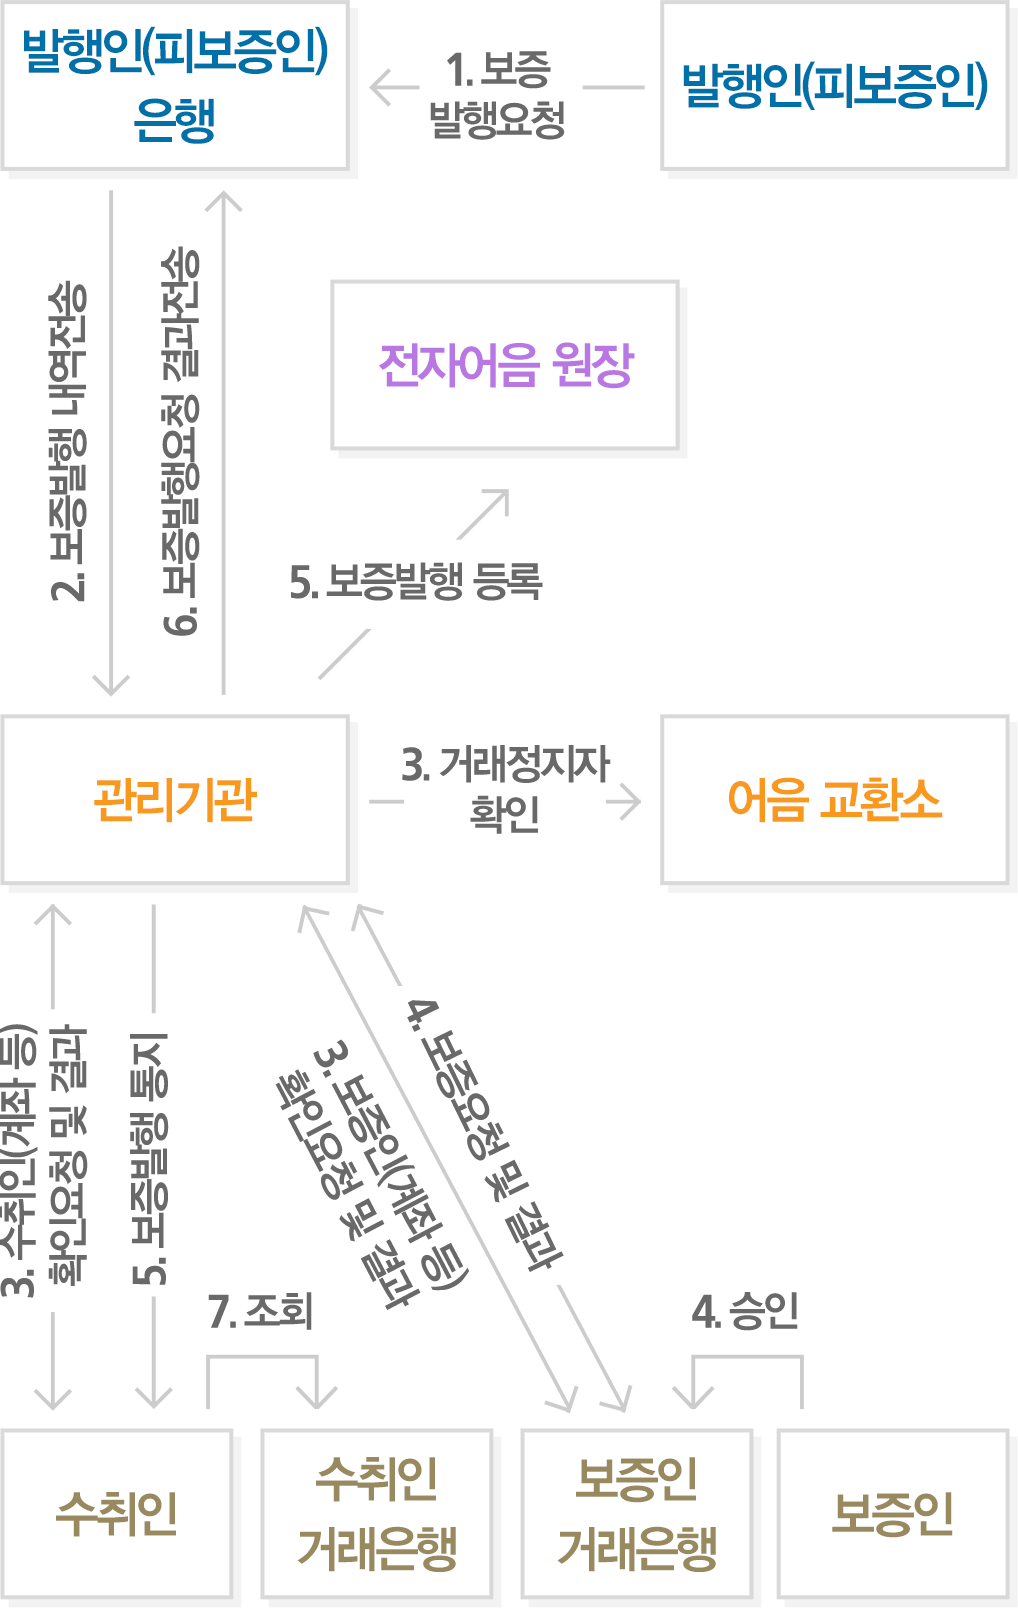 발행인(피보증인)
은행
1. 보증
발행요청
발행인(피보증인)
2. 보증발행 내역전송
6. 보증발행요청 결과전송
전자어음 원장
5. 보증발행 등록
관리기관
3. 거래정지자
확인
어음 교환소
3. 수취인(계좌 등)
확인요청 및 결과
5. 보증발행 통지
3. 보증인(계좌 등)
확인요청 및 결과
4. 보증요청 및 결과
7. 조회
4. 승인
수취인
수취인
거래은행
보증인
거래은행
보증인